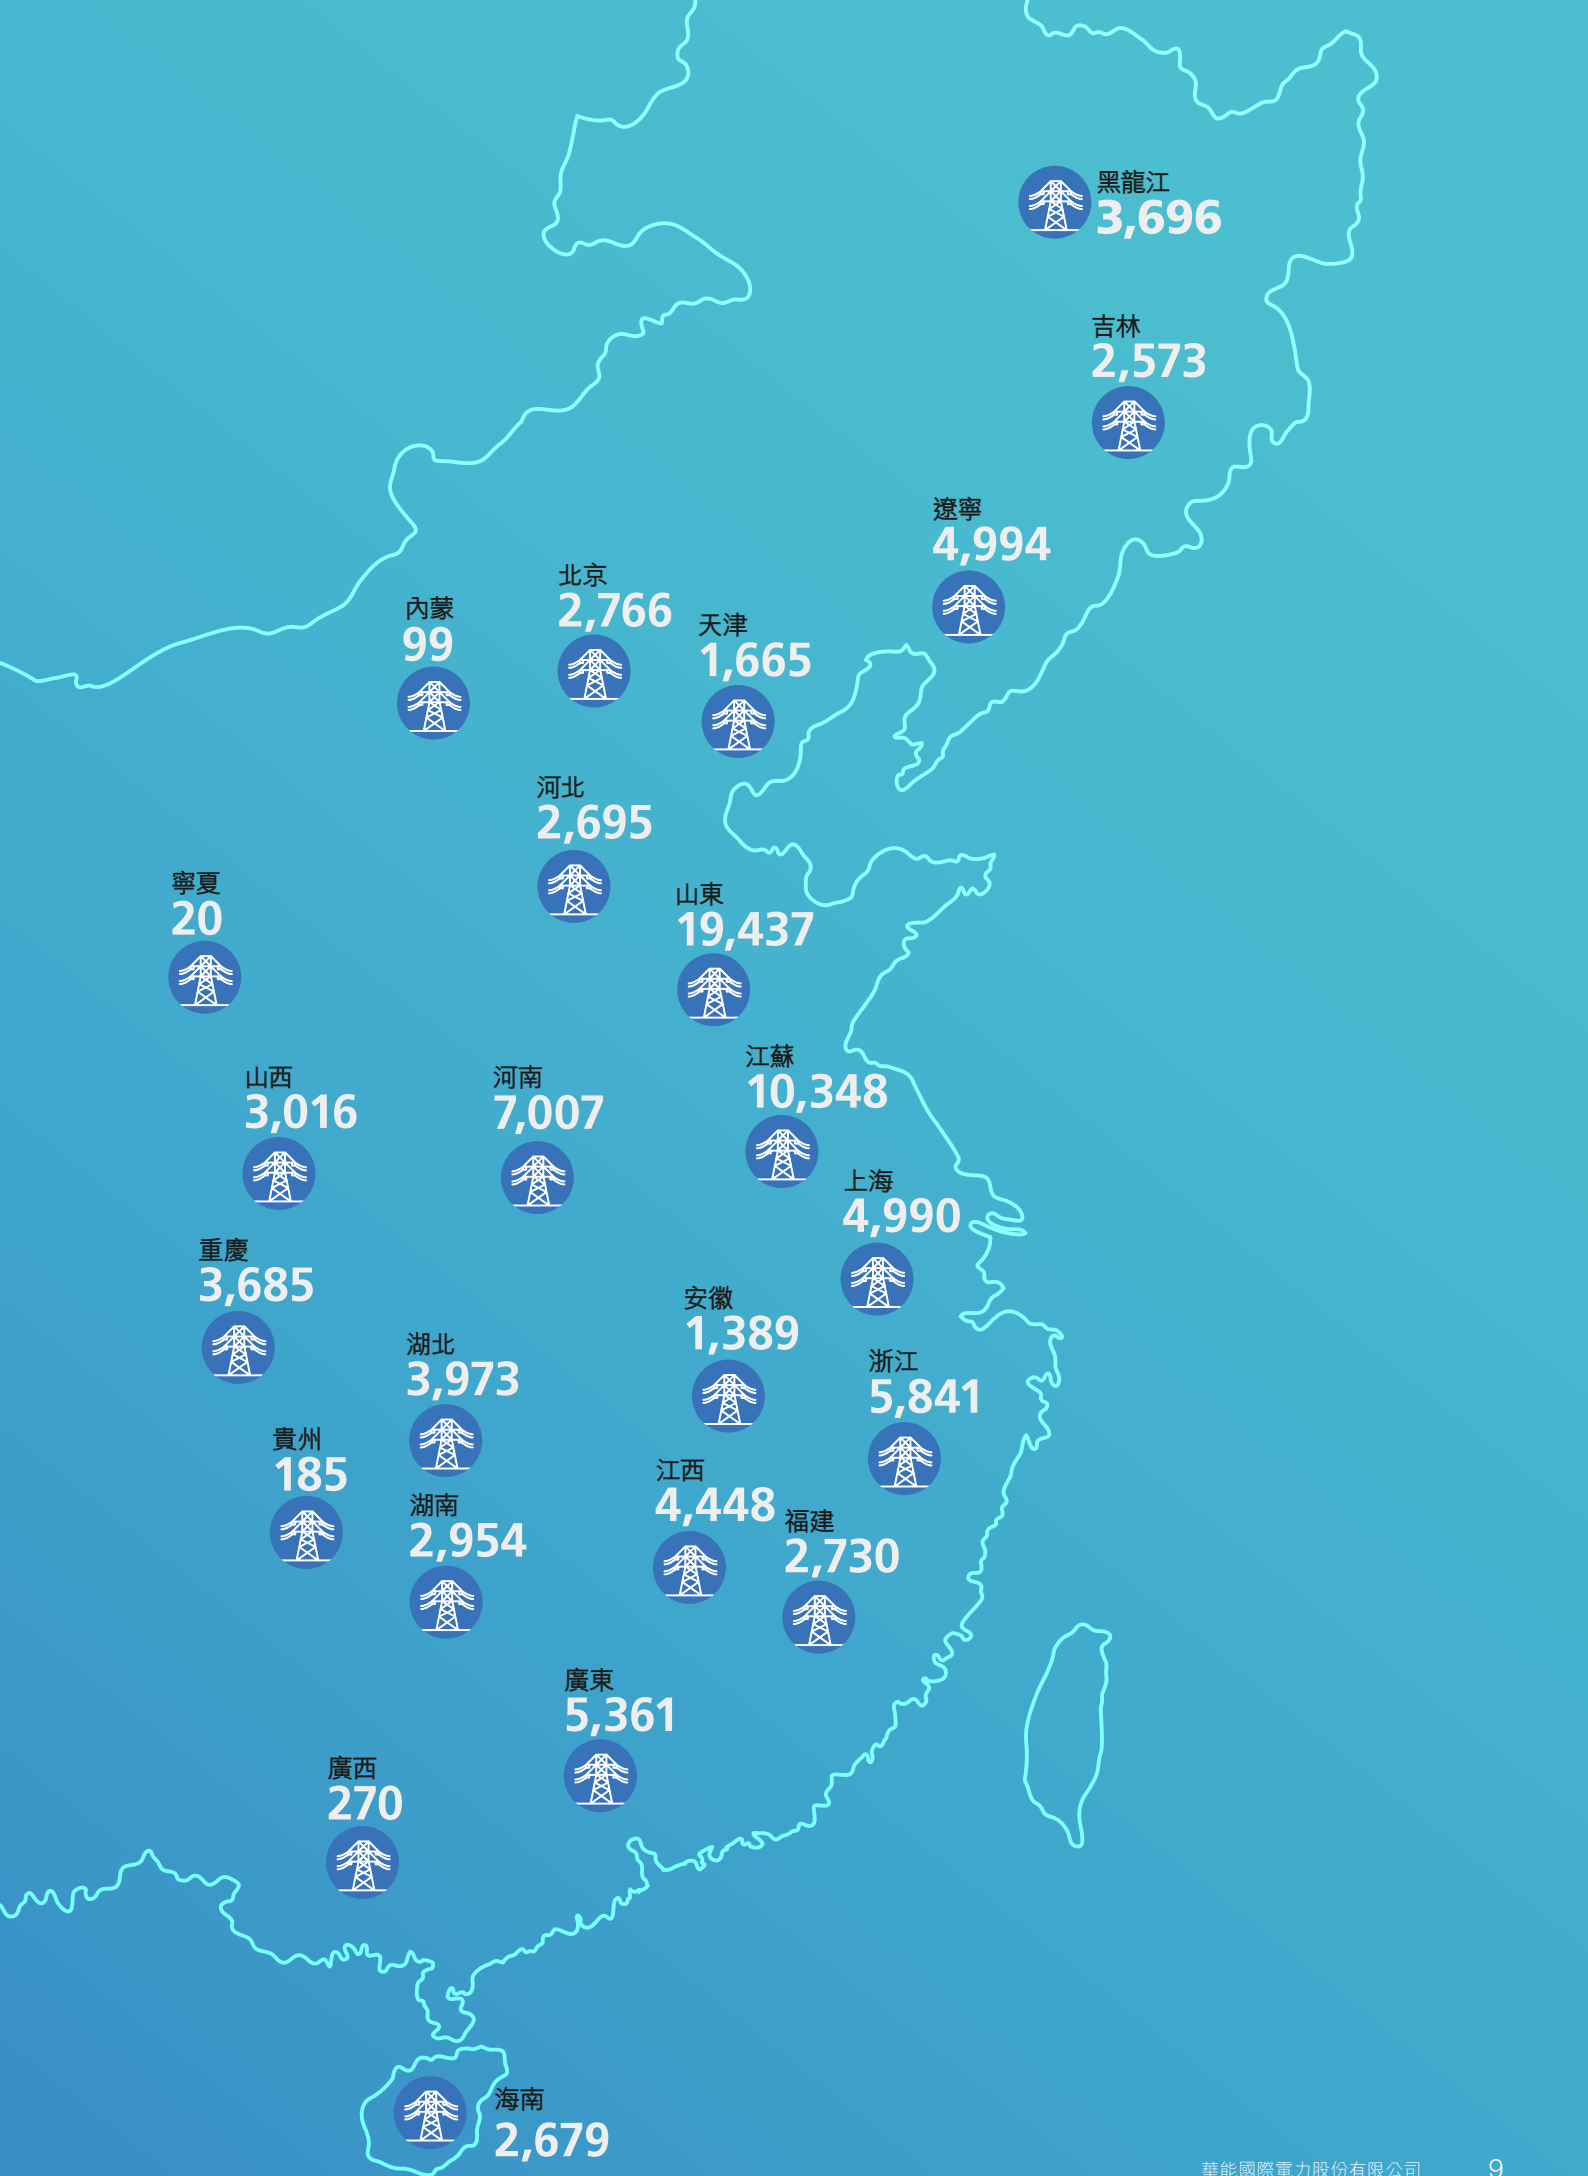 黑龍江
3,696
吉林
2,573
遼寧
4,994
北京
2,766
內蒙
99
天津
1,665
河北
2,695
寧夏
20
山東
19,437
江蘇
10,348
山西
3,016
河南
7,007
上海
4,990
重慶
3,685
安徽
1,389
湖北
3,973
浙江
5,841
貴州
185
江西
4,448
湖南
2,954
福建
2,730
廣東
5,361
廣西
270
海南
2,679
華能國際電力股份有限公司 9